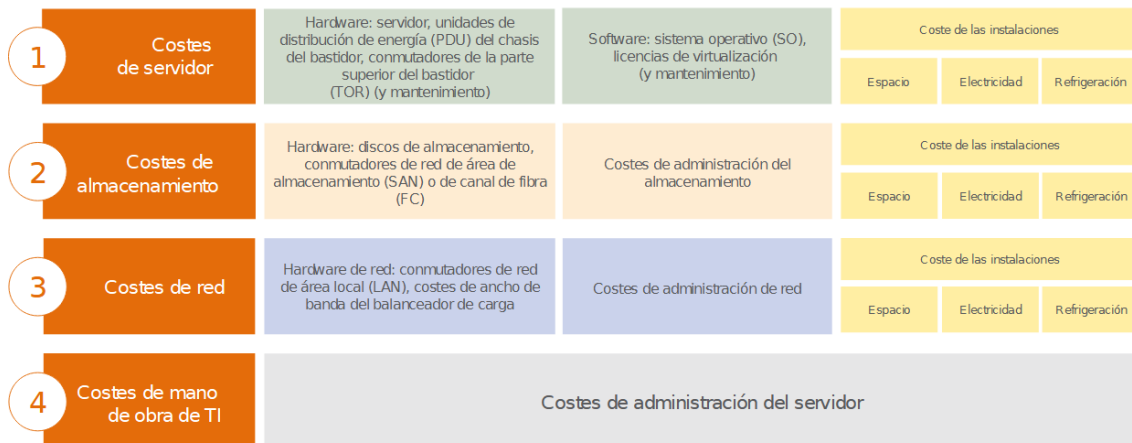 1
Costes
de servidor
Hardware: servidor, unidades de
distribución de energía (PDU) del chasis
del bastidor, conmutadores de la parte
superior del bastidor
(TOR) (y mantenimiento)
Software: sistema operativo (SO),
licencias de virtualización
(y mantenimiento)
Coste de las instalaciones
Espacio
Electricidad
Refrigeración
2
Costes de
almacenamiento
Hardware: discos de almacenamiento,
conmutadores de red de área de
almacenamiento (SAN) o de canal de fibra
(FC)
Costes de administración del
almacenamiento
Coste de las instalaciones
Espacio
Electricidad
Refrigeración
3
Costes de red
Hardware de red: conmutadores de red
de área local (LAN), costes de ancho de
banda del balanceador de carga
Costes de administración de red
Coste de las instalaciones
Espacio
Electricidad
Refrigeración
4
Costes de mano
de obra de TI
Costes de administración del servidor